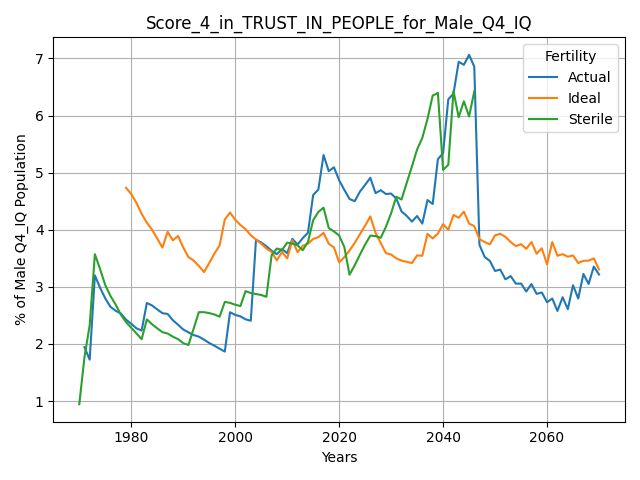 Score_4_in_TRUST_IN_PEOPLE_for_Male_Q4_IQ
Fertility
Actual
Ideal
Sterile
% of Male Q4_IQ Population
7
6
5
4
3
2
1
1980 2000 2020 2040 2060
Years